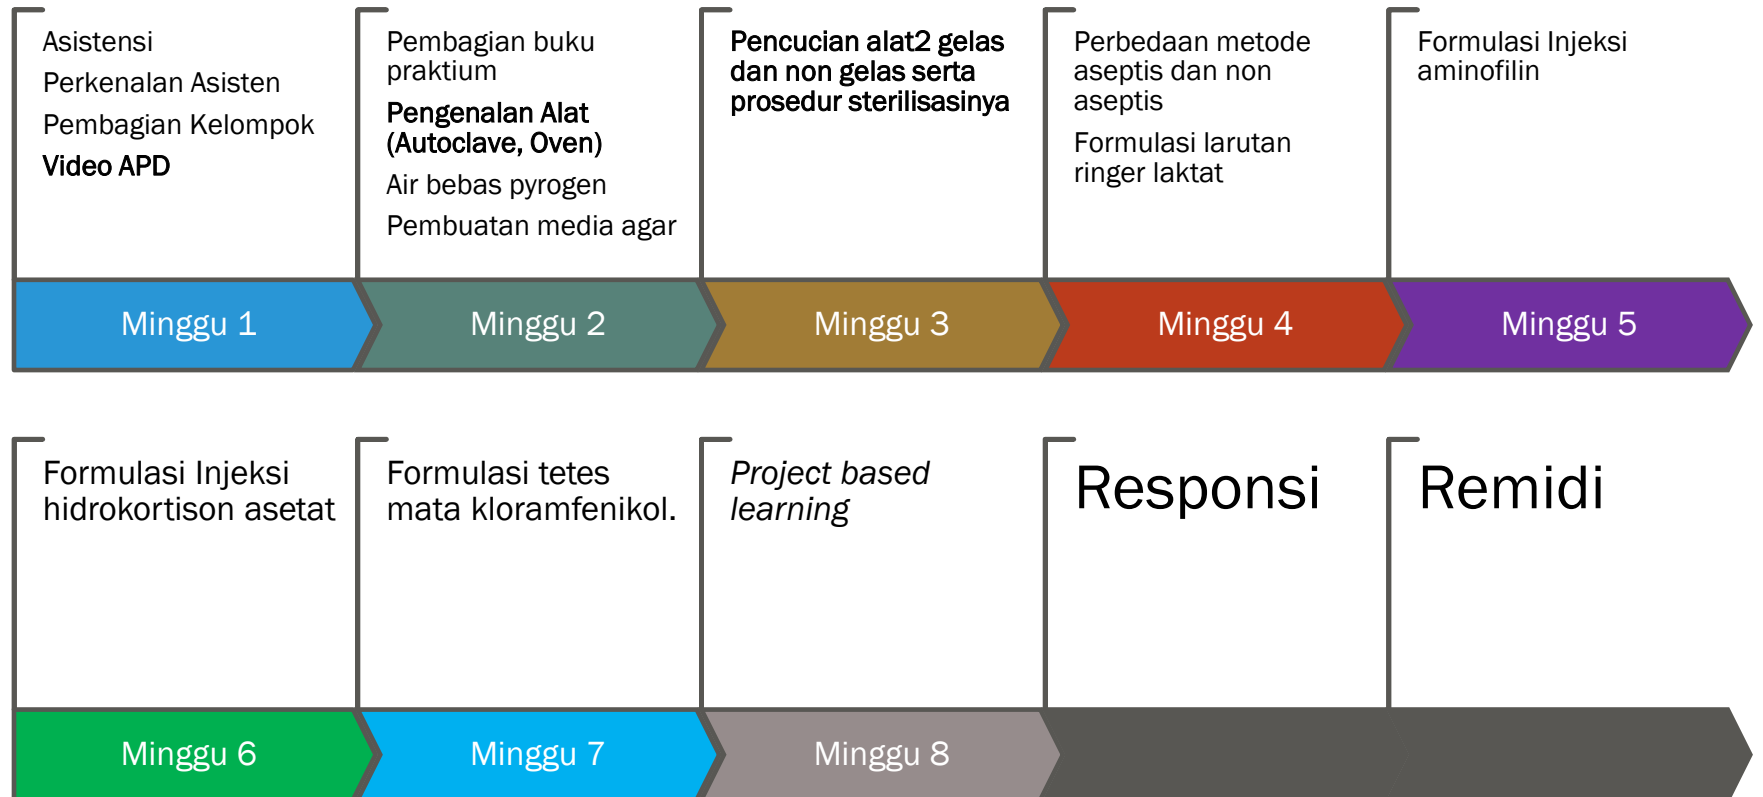 Asistensi
Perkenalan Asisten
Pembagian Kelompok
Video APD
Pembagian buku
praktium
Pengenalan Alat
(Autoclave, Oven)
Air bebas pyrogen
Pembuatan media agar
Pencucian alat2 gelas
dan non gelas serta
prosedur sterilisasinya
Perbedaan metode
aseptis dan non
aseptis
Formulasi larutan
ringer laktat
Formulasi Injeksi
aminofilin
Minggu 1
Minggu 2
Minggu 3
Minggu 4
Minggu 5
Formulasi Injeksi
hidrokortison asetat
Formulasi tetes
mata kloramfenikol.
Project based
learning
Responsi
Remidi
Minggu 6
Minggu 7
Minggu 8